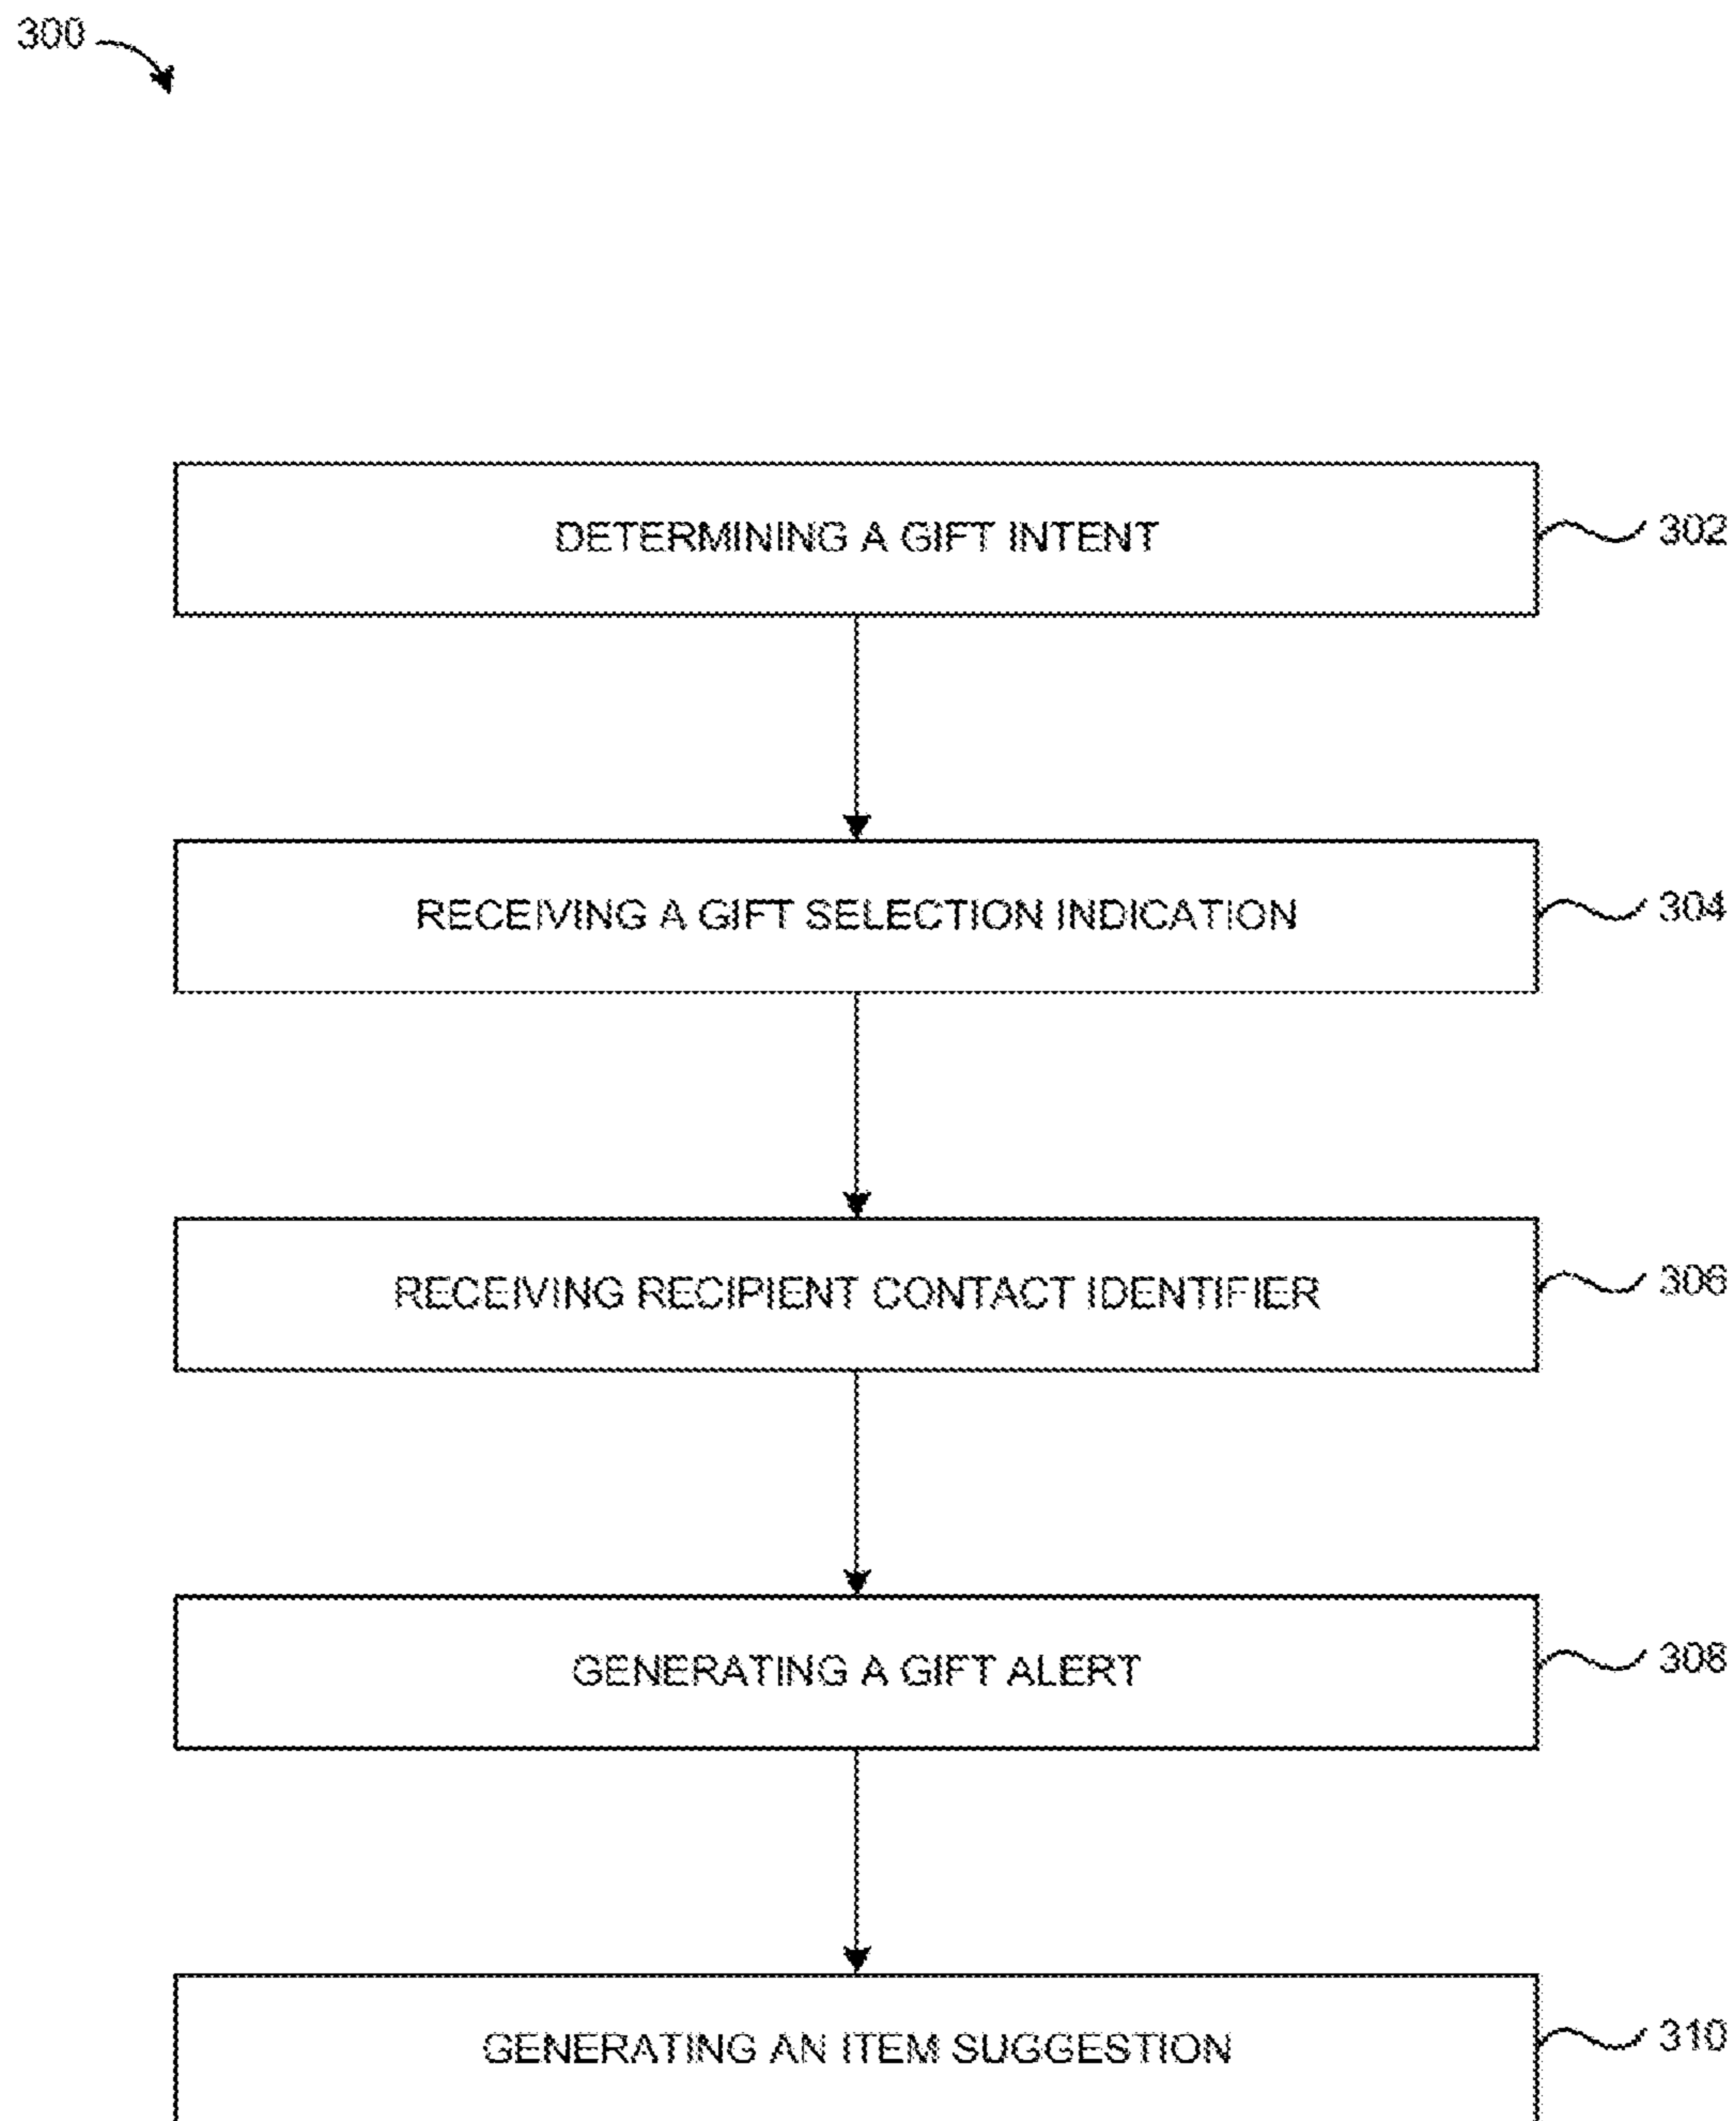 300
DETERMINING A GIFT INTENT
302
RECEIVING A GIFT SELECTION INDICATION
304
RECEIVING RECIPIENT CONTACT IDENTIFIER
306
GENERATING A GIFT ALERT
308
GENERATING AN ITEM SUGGESTION
310